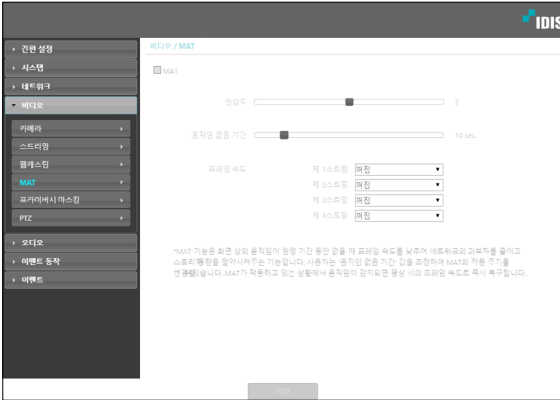 IDIS
간편 설정
시스템
네트워크
비디오
카메라
스트리밍
웹캐스팅
MAT
프라이버시 마스킹
PTZ
오디오
이벤트 동작
이벤트
비디오 / MAT
MAT
민감도 3
움직임 없음 기간 10 sec.
프레임 속도 제 1스트림 꺼짐
제 2스트림 꺼짐
제 3스트림 꺼짐
제 4스트림 꺼짐
*MAT 기능은 화면 상의 움직임이 일정 기간 동안 없을 때 프레임 속도를 낮추어 네트워크의 과부하를 줄이고
용량을 절약시켜주는 기능입니다. 사용자는 '움직임 없음 기간' 값을 조정하여 MAT의 작동 주기를
있습니다. MAT가 작동하고 있는 상황에서 움직임이 감지되면 평상 시의 프레임 속도로 즉시 복구됩니다.
저장